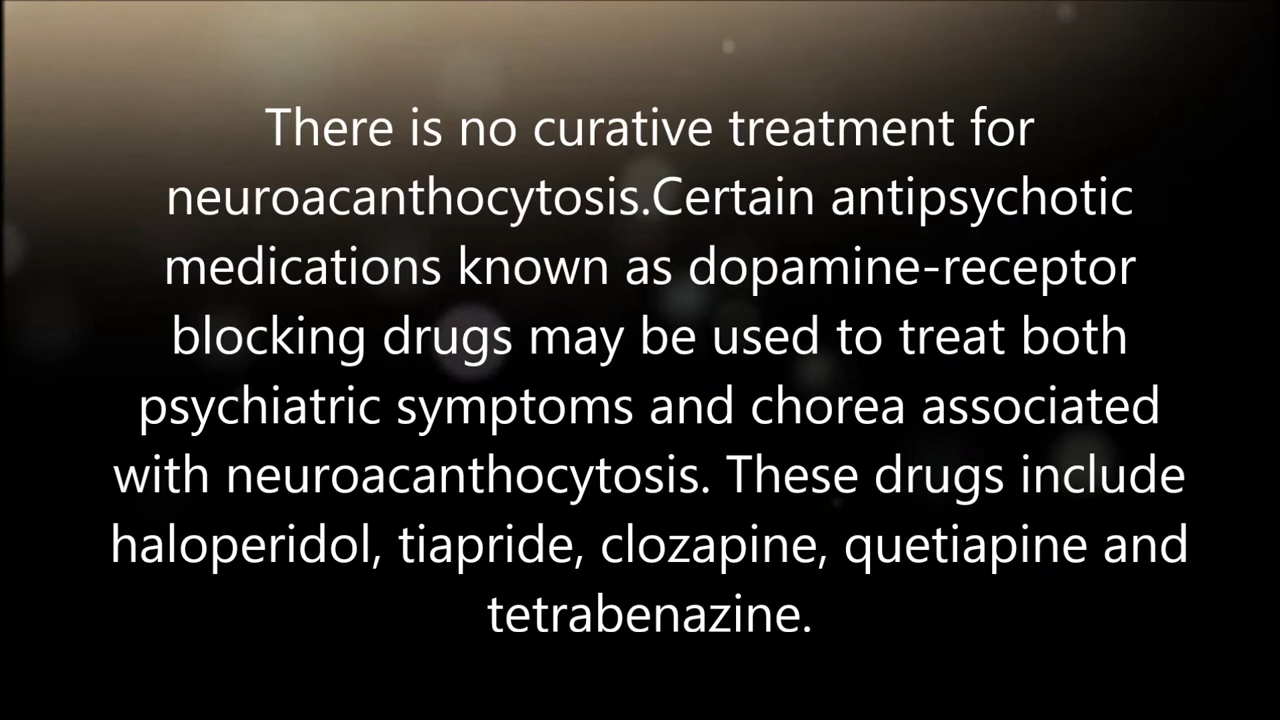 There is no curative treatment for
neuroacanthocytosis.Certain antipsychotic
medications known as dopamine-receptor
blocking drugs may be used to treat both
psychiatric symptoms and chorea associated
with neuroacanthocytosis. These drugs include
haloperidol, tiapride, clozapine, quetiapine and
tetrabenazine.